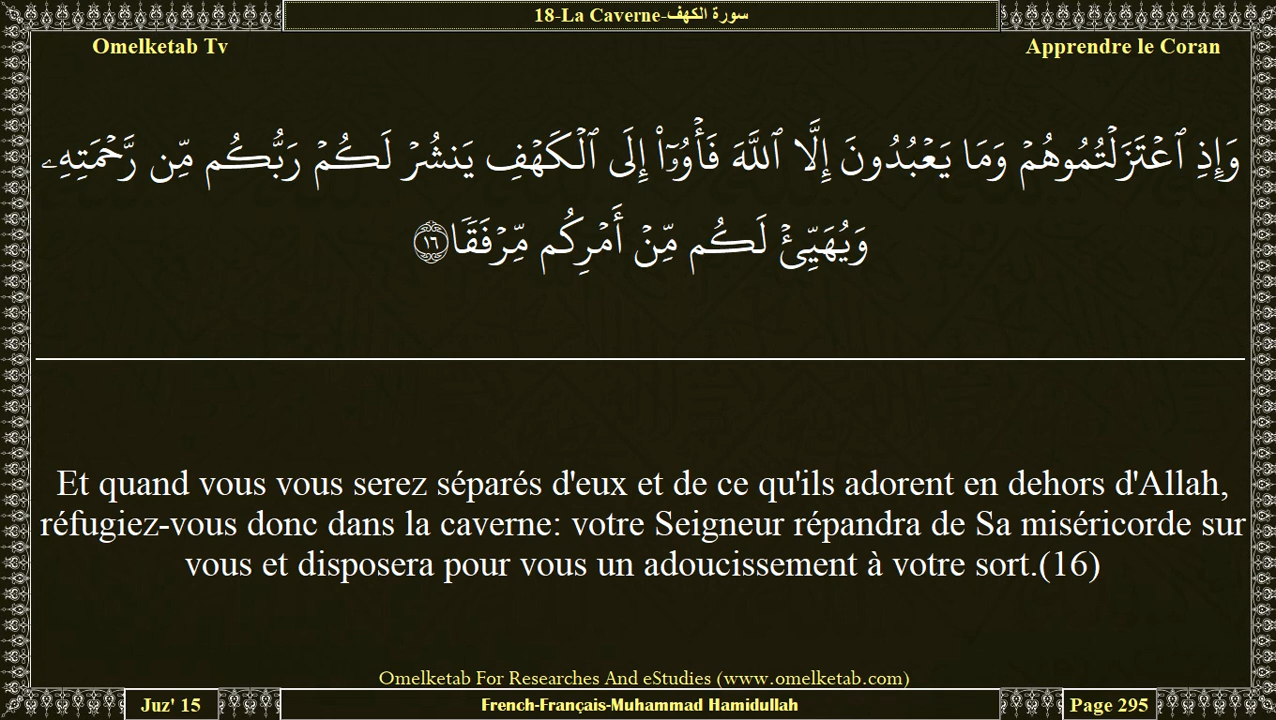 18-La Caverne-سورة الكهف
Omelketab Tv
Apprendre le Coran
وَإِذِ ٱعۡتَزَلۡتُمُوهُمۡ وَمَا يَعۡبُدُونَ إِلَّا ٱللَّهَ فَأۡوُۥٓاْ إِلَى ٱلۡكَهۡفِ يَنشُرۡ لَكُمۡ رَبُّكُم مِّن رَّحۡمَتِهِۦ
وَيُهَيِّئۡ لَكُم مِّنۡ أَمۡرِكُم مِّرۡفَقٗا ١٦
Et quand vous vous serez séparés d'eux et de ce qu'ils adorent en dehors d'Allah,
réfugiez-vous donc dans la caverne: votre Seigneur répandra de Sa miséricorde sur
vous et disposera pour vous un adoucissement à votre sort.(16)
Omelketab For Researches And eStudies (www.omelketab.com)
Juz' 15
French-Français-Muhammad Hamidullah
Page 295